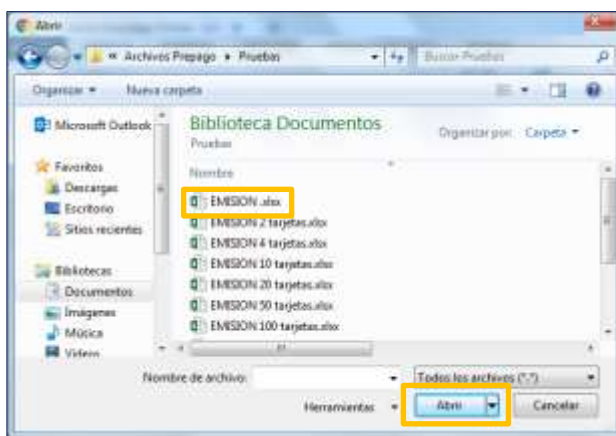 Abrir
« Archivos Prepago ▸ Pruebas
Buscar Pruebas
Organizar
Nueva carpeta
Microsoft Outlook
Favoritos
Descargas
Escritorio
Sitios recientes
Bibliotecas
Documentos
Imágenes
Música
Vídeos
Biblioteca Documentos
Pruebas
Organizar por: Carpeta
Nombre
EMISION .xlsx
EMISION 2 tarjetas.xlsx
EMISION 4 tarjetas.xlsx
EMISION 10 tarjetas.xlsx
EMISION 20 tarjetas.xlsx
EMISION 50 tarjetas.xlsx
EMISION 100 tarjetas.xlsx
Nombre de archivo:
Todos los archivos (*.*)
Herramientas
Abrir
Cancelar